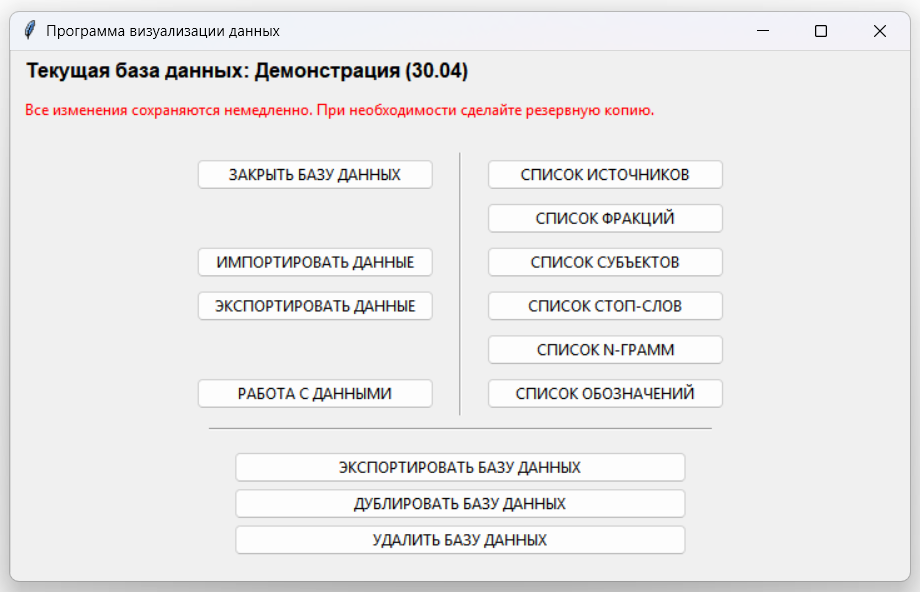 Программа визуализации данных
Текущая база данных: Демонстрация (30.04)
Все изменения сохраняются немедленно. При необходимости сделайте резервную копию.
ЗАКРЫТЬ БАЗУ ДАННЫХ
ИМПОРТИРОВАТЬ ДАННЫЕ
ЭКСПОРТИРОВАТЬ ДАННЫЕ
РАБОТА С ДАННЫМИ
СПИСОК ИСТОЧНИКОВ
СПИСОК ФРАКЦИЙ
СПИСОК СУБЪЕКТОВ
СПИСОК СТОП-СЛОВ
СПИСОК N-ГРАММ
СПИСОК ОБОЗНАЧЕНИЙ
ЭКСПОРТИРОВАТЬ БАЗУ ДАННЫХ
ДУБЛИРОВАТЬ БАЗУ ДАННЫХ
УДАЛИТЬ БАЗУ ДАННЫХ